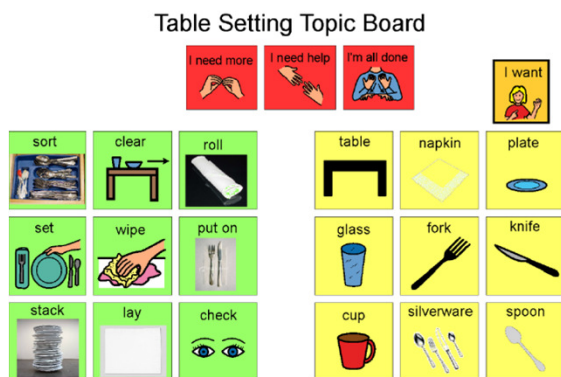 Table Setting Topic Board
I need more
I need help
I'm all done
I want
sort
clear
roll
set
wipe
put on
stack
lay
check
table
napkin
plate
glass
fork
knife
cup
silverware
spoon